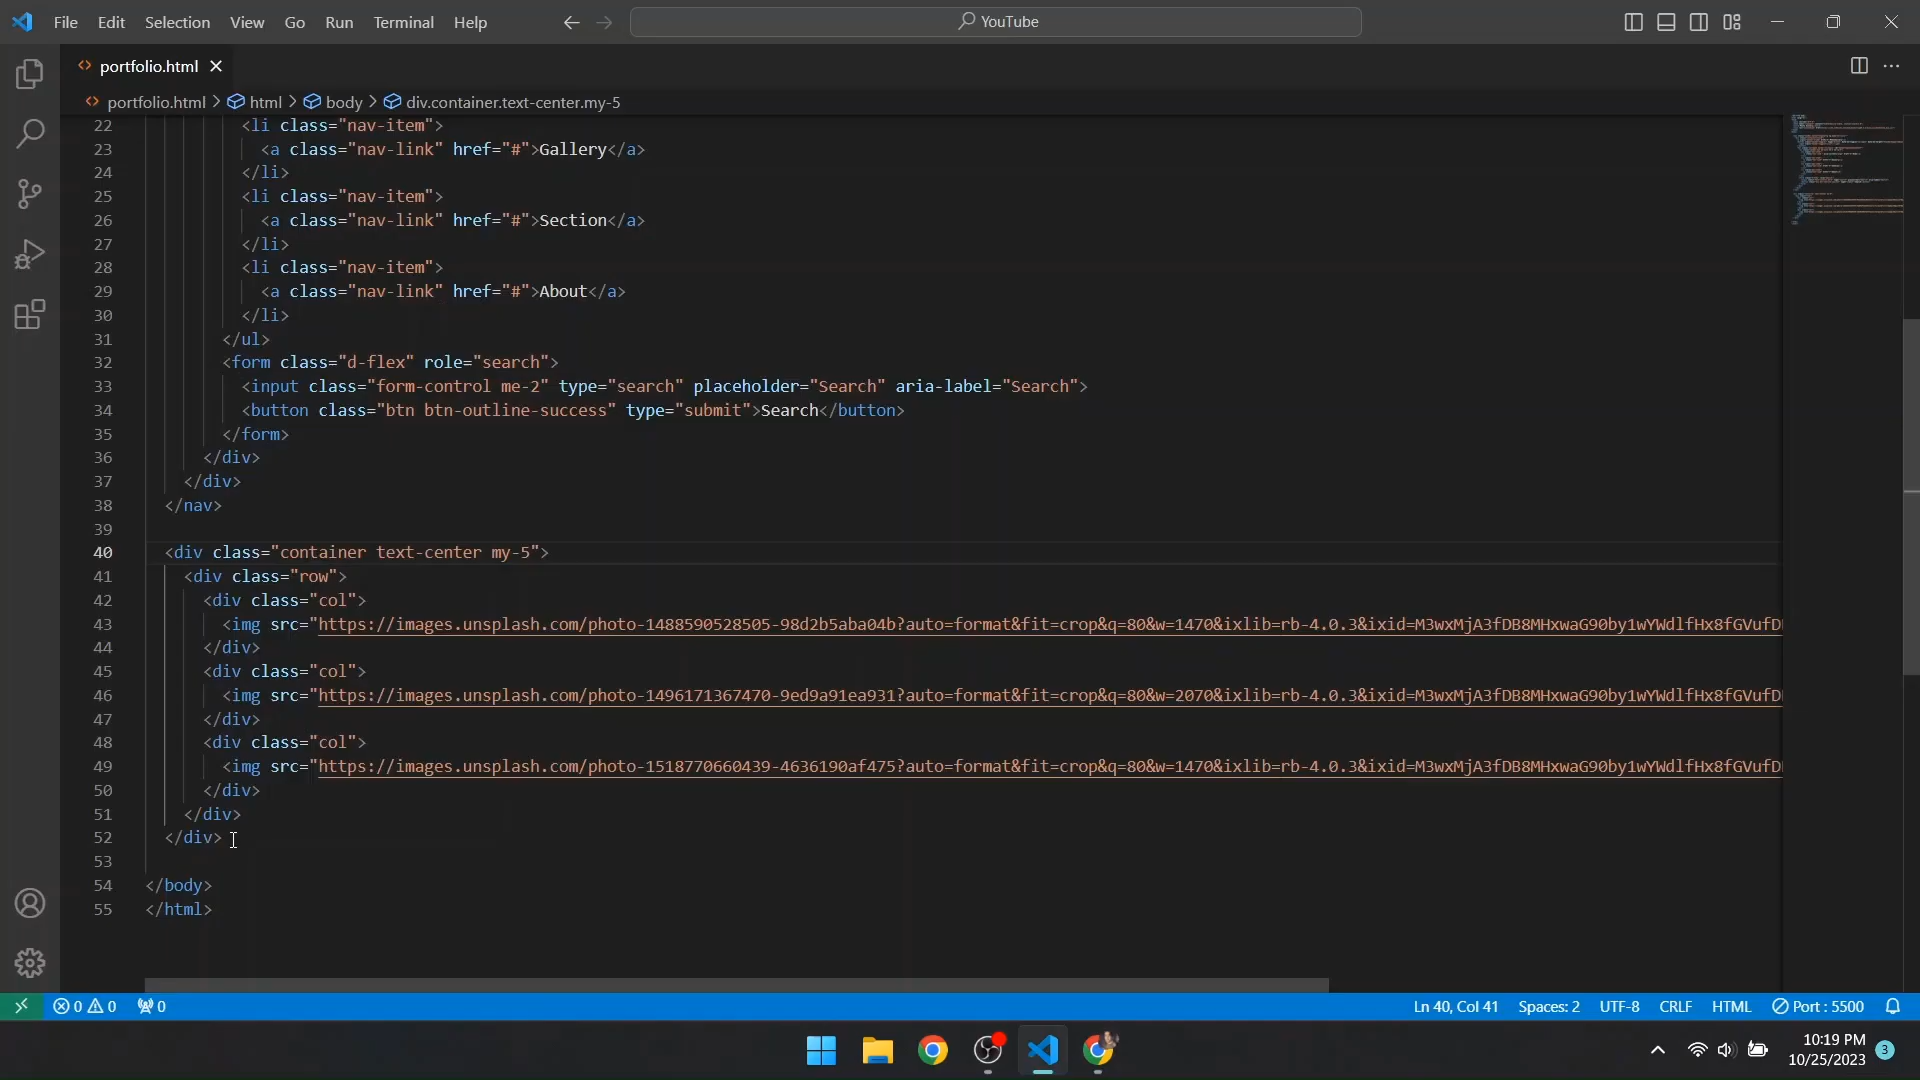 File Edit Selection View Go Run Terminal Help YouTube
portfolio.html
portfolio.html > html > body > div.container.text-center.my-5
22 <li class="nav-item">
23 <a class="nav-link" href="#">Gallery</a>
24 </li>
25 <li class="nav-item">
26 <a class="nav-link" href="#">Section</a>
27 </li>
28 <li class="nav-item">
29 <a class="nav-link" href="#">About</a>
30 </li>
31 </ul>
32 <form class="d-flex" role="search">
33 <input class="form-control me-2" type="search" placeholder="Search" aria-label="Search">
34 <button class="btn btn-outline-success" type="submit">Search</button>
35 </form>
36 </div>
37 </div>
38 </nav>
39
40 <div class="container text-center my-5">
41 <div class="row">
42 <div class="col">
43 <img src="https://images.unsplash.com/photo-1488590528505-98d2b5aba04b?auto=format&fit=crop&q=80&w=1470&ixlib=rb-4.0.3&ixid=M3wxMjA3fDB8MHxwaG90by1wYWdlfHx8fGVufD
44 </div>
45 <div class="col">
46 <img src="https://images.unsplash.com/photo-1496171367470-9ed9a91ea931?auto=format&fit=crop&q=80&w=2070&ixlib=rb-4.0.3&ixid=M3wxMjA3fDB8MHxwaG90by1wYWdlfHx8fGVufD
47 </div>
48 <div class="col">
49 <img src="https://images.unsplash.com/photo-1518770660439-4636190af475?auto=format&fit=crop&q=80&w=1470&ixlib=rb-4.0.3&ixid=M3wxMjA3fDB8MHxwaG90by1wYWdlfHx8fGVufD
50 </div>
51 </div>
52 </div>
53
54 </body>
55 </html>
0 0 0 Ln 40, Col 41 Spaces: 2 UTF-8 CRLF HTML Port : 5500
10:19 PM
10/25/2023 3